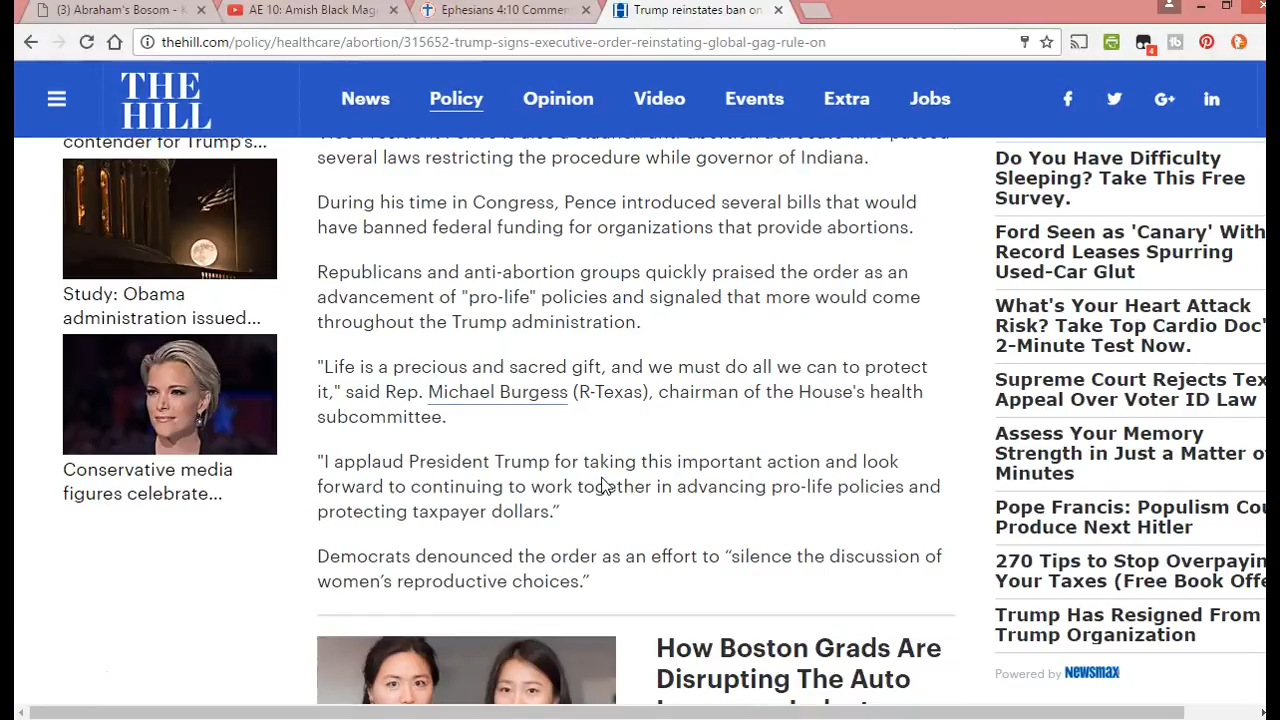 (3) Abraham's Bosom - K
AE 10: Amish Black Mag
Ephesians 4:10 Commen
Trump reinstates ban on
thehill.com/policy/healthcare/abortion/315652-trump-signs-executive-order-reinstating-global-gag-rule-on
4
THE
HILL
News
Policy
Opinion
Video
Events
Extra
Jobs
G+
in
contender for Trump's...
Study: Obama
administration issued...
Conservative media
figures celebrate...
several laws restricting the procedure while governor of Indiana.
During his time in Congress, Pence introduced several bills that would
have banned federal funding for organizations that provide abortions.
Republicans and anti-abortion groups quickly praised the order as an
advancement of "pro-life" policies and signaled that more would come
throughout the Trump administration.
"Life is a precious and sacred gift, and we must do all we can to protect
it," said Rep. Michael Burgess (R-Texas), chairman of the House's health
subcommittee.
"I applaud President Trump for taking this important action and look
forward to continuing to work together in advancing pro-life policies and
protecting taxpayer dollars.”
Democrats denounced the order as an effort to “silence the discussion of
women’s reproductive choices.”
How Boston Grads Are
Disrupting The Auto
Do You Have Difficulty
Sleeping? Take This Free
Survey.
Ford Seen as 'Canary' With
Record Leases Spurring
Used-Car Glut
What's Your Heart Attack
Risk? Take Top Cardio Doc'
2-Minute Test Now.
Supreme Court Rejects Tex
Appeal Over Voter ID Law
Assess Your Memory
Strength in Just a Matter o
Minutes
Pope Francis: Populism Cou
Produce Next Hitler
270 Tips to Stop Overpayin
Your Taxes (Free Book Offe
Trump Has Resigned From
Trump Organization
Powered by Newsmax